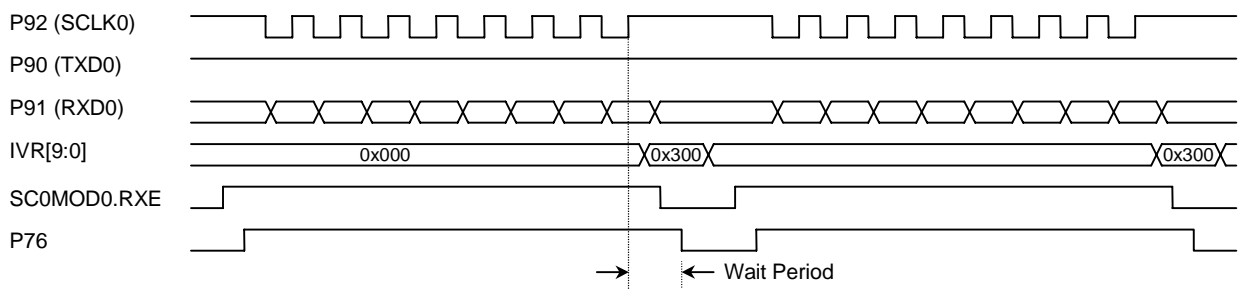 P92 (SCLK0)
P90 (TXD0)
P91 (RXD0)
IVR[9:0] 0x000 0x300 0x300
SC0MOD0.RXE
P76
Wait Period